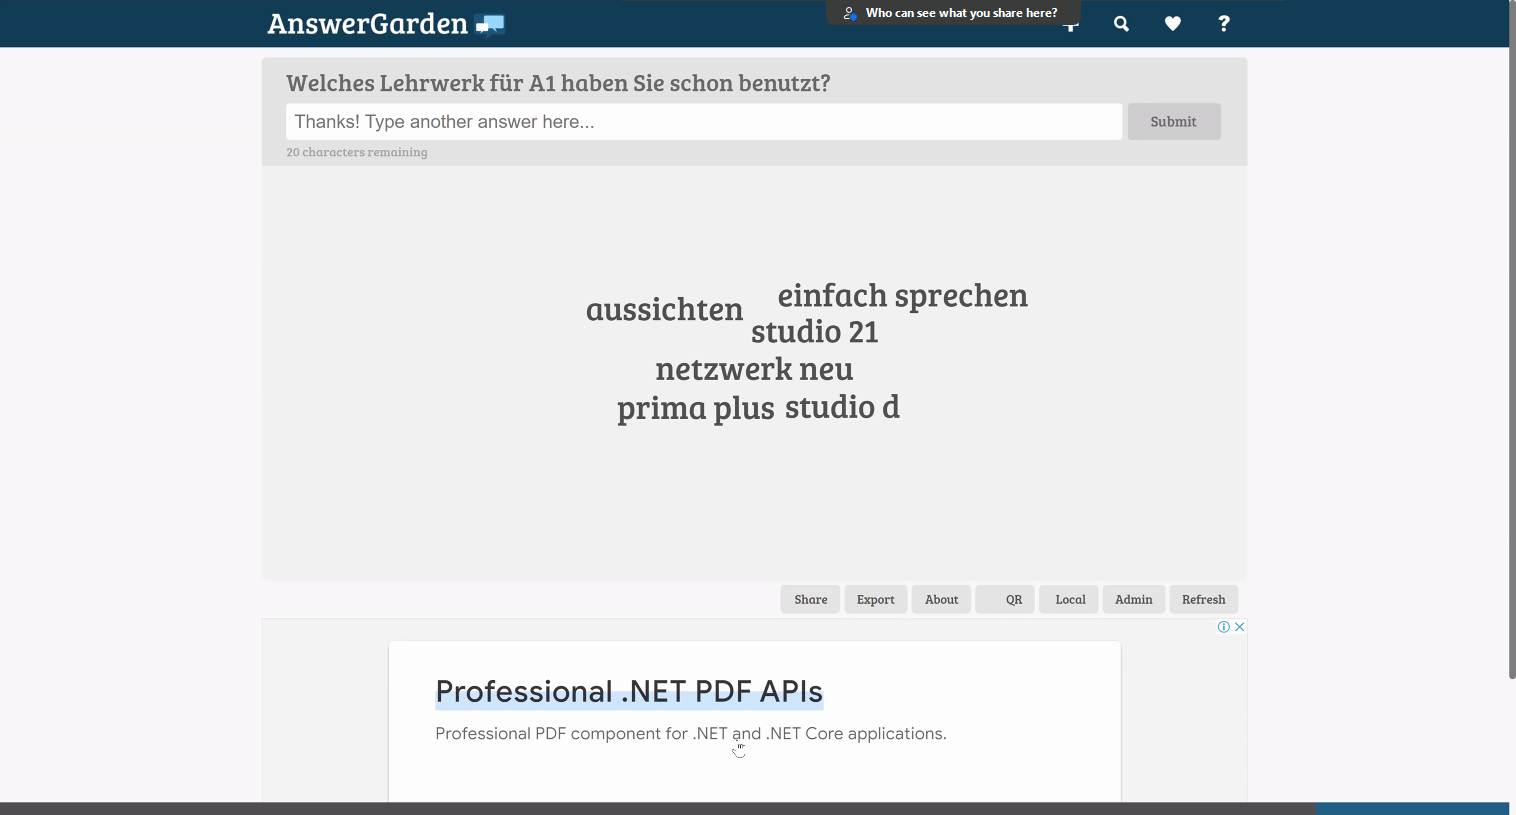 AnswerGarden
Who can see what you share here?
Welches Lehrwerk für A1 haben Sie schon benutzt?
Thanks! Type another answer here...
Submit
20 characters remaining
aussichten
einfach sprechen
studio 21
netzwerk neu
prima plus
studio d
Share
Export
About
QR
Local
Admin
Refresh
Professional .NET PDF APIs
Professional PDF component for .NET and .NET Core applications.